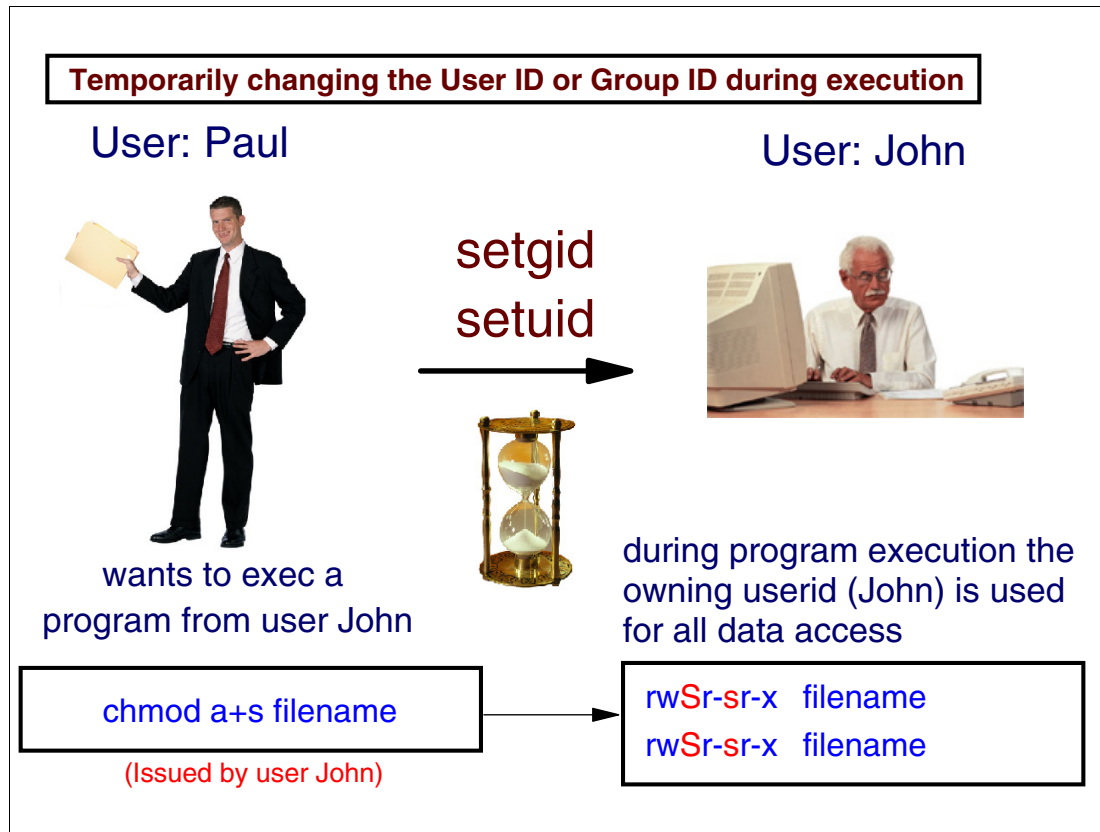 Temporarily changing the User ID or Group ID during execution
User: Paul
User: John
setgid
setuid
wants to exec a
program from user John
during program execution the
owning userid (John) is used
for all data access
chmod a+s filename
(Issued by user John)
rwSr-sr-x filename
rwSr-sr-x filename